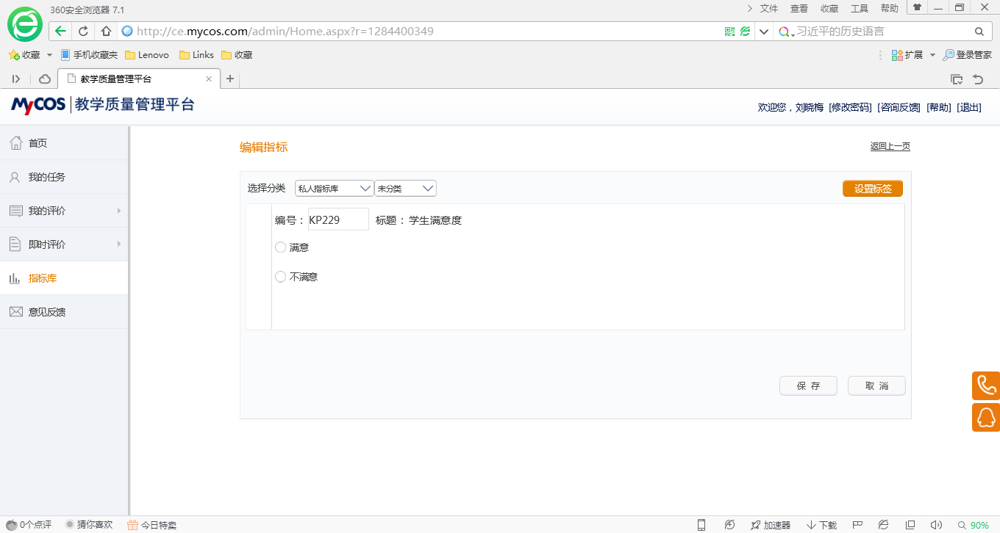 360安全浏览器 7.1
文件 查看 收藏 工具 帮助
http://ce.mycos.com/admin/Home.aspx?r=1284400349
习近平的历史语言
收藏 手机收藏夹 Lenovo Links 收藏
扩展 登录管家
教学质量管理平台
MyCOS 教学质量管理平台
欢迎您，刘晓梅 [修改密码] [咨询反馈] [帮助] [退出]
首页
我的任务
我的评价
即时评价
指标库
意见反馈
编辑指标
返回上一页
选择分类 私人指标库 未分类
设置标签
编号： KP229 标题： 学生满意度
满意
不满意
保 存 取 消
0个点评 猜你喜欢 今日特卖
加速器 下载 90%